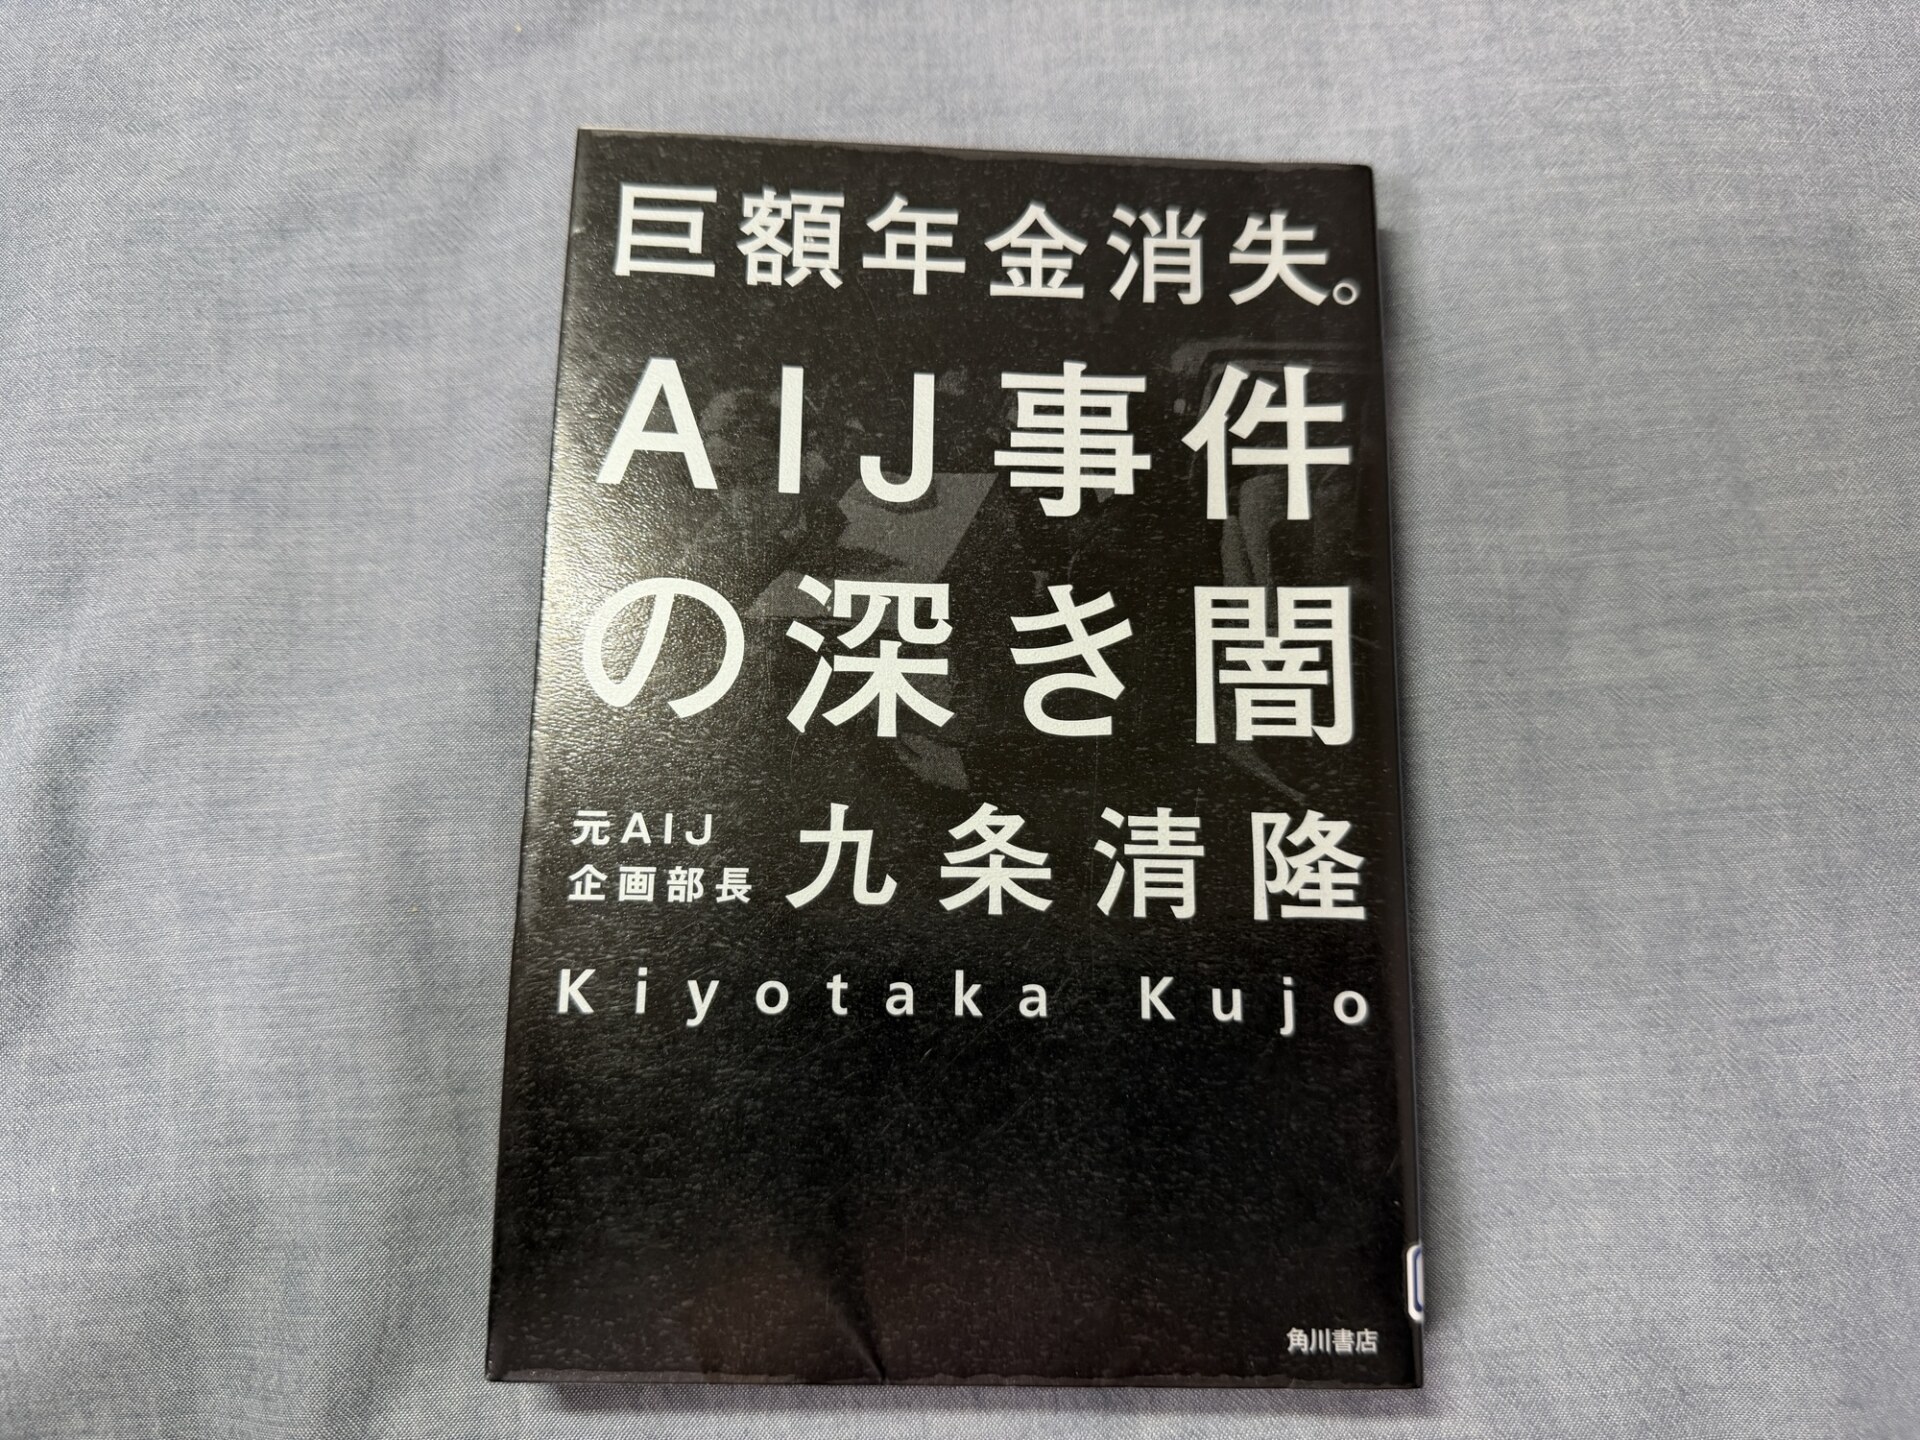 巨額年金消失。
AIJ事件
の深き闇
元AIJ
企画部長
九条清隆
Kiyotaka Kujo
角川書店